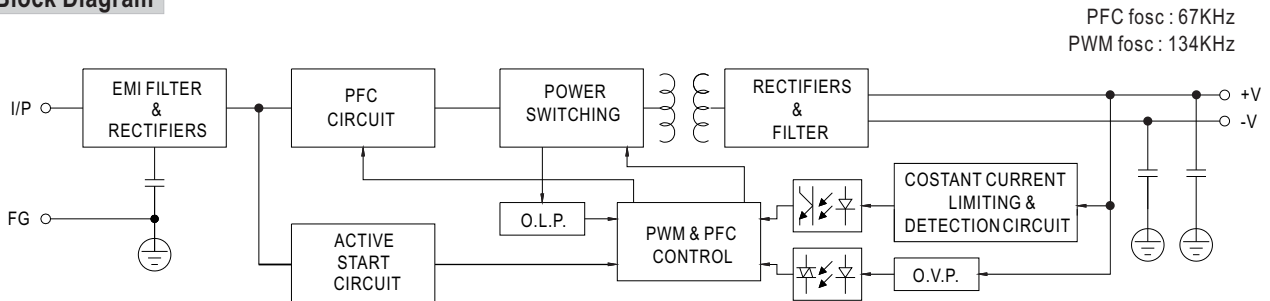 Block Diagram
PFC fosc : 67KHz
PWM fosc : 134KHz
I/P
EMI FILTER
&
RECTIFIERS
PFC
CIRCUIT
POWER
SWITCHING
RECTIFIERS
&
FILTER
+V
-V
FG
O.L.P.
PWM & PFC
CONTROL
COSTANT CURRENT
LIMITING &
DETECTION CIRCUIT
ACTIVE
START
CIRCUIT
O.V.P.